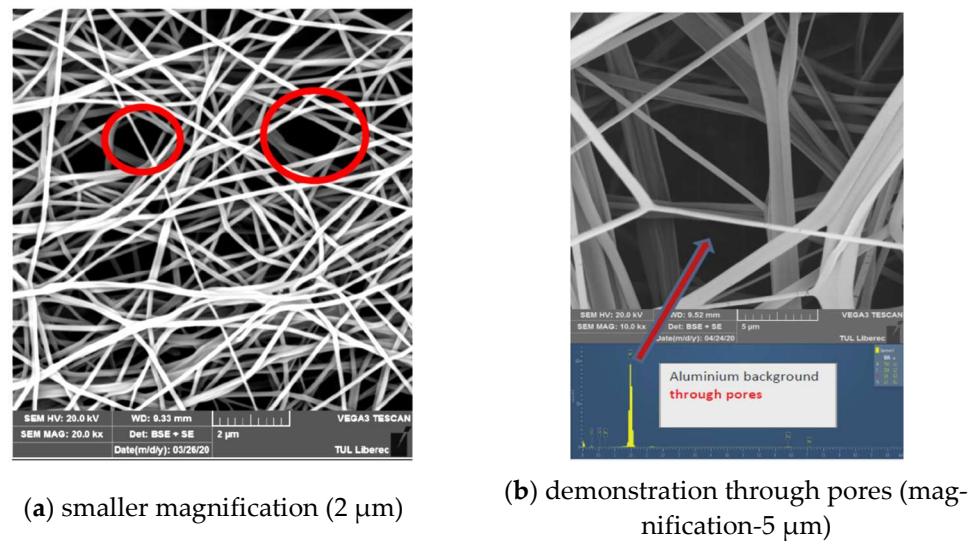 SEM HV: 20.0 kV WD: 9.33 mm VEGA3 TESCAN
SEM MAG: 20.0 kx Det: BSE + SE 2 µm
Date(m/d/y): 03/26/20 TUL Liberec
(a) smaller magnification (2 µm)
SEM HV: 20.0 kV WD: 9.52 mm VEGA3 TESCAN
SEM MAG: 10.0 kx Det: BSE + SE 5 µm
Date(m/d/y): 04/24/20 TUL Liberec
Aluminium background
through pores
(b) demonstration through pores (mag-
nification-5 µm)